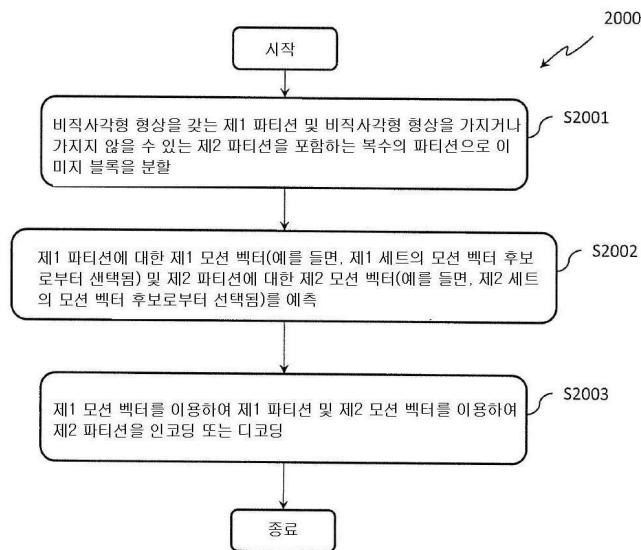 2000
시작
비직사각형 형상을 갖는 제1 파티션 및 비직사각형 형상을 가지거나
가지지 않을 수 있는 제2 파티션을 포함하는 복수의 파티션으로 이
미지 블록을 분할
S2001
제1 파티션에 대한 제1 모션 벡터(예를 들면, 제1 세트의 모션 벡터 후보
로부터 샌택됨) 및 제2 파티션에 대한 제2 모션 벡터(예를 들면, 제2 세트
의 모션 벡터 후보로부터 선택됨)를 예측
S2002
제1 모션 벡터를 이용하여 제1 파티션 및 제2 모션 벡터를 이용하여
제2 파티션을 인코딩 또는 디코딩
S2003
종료